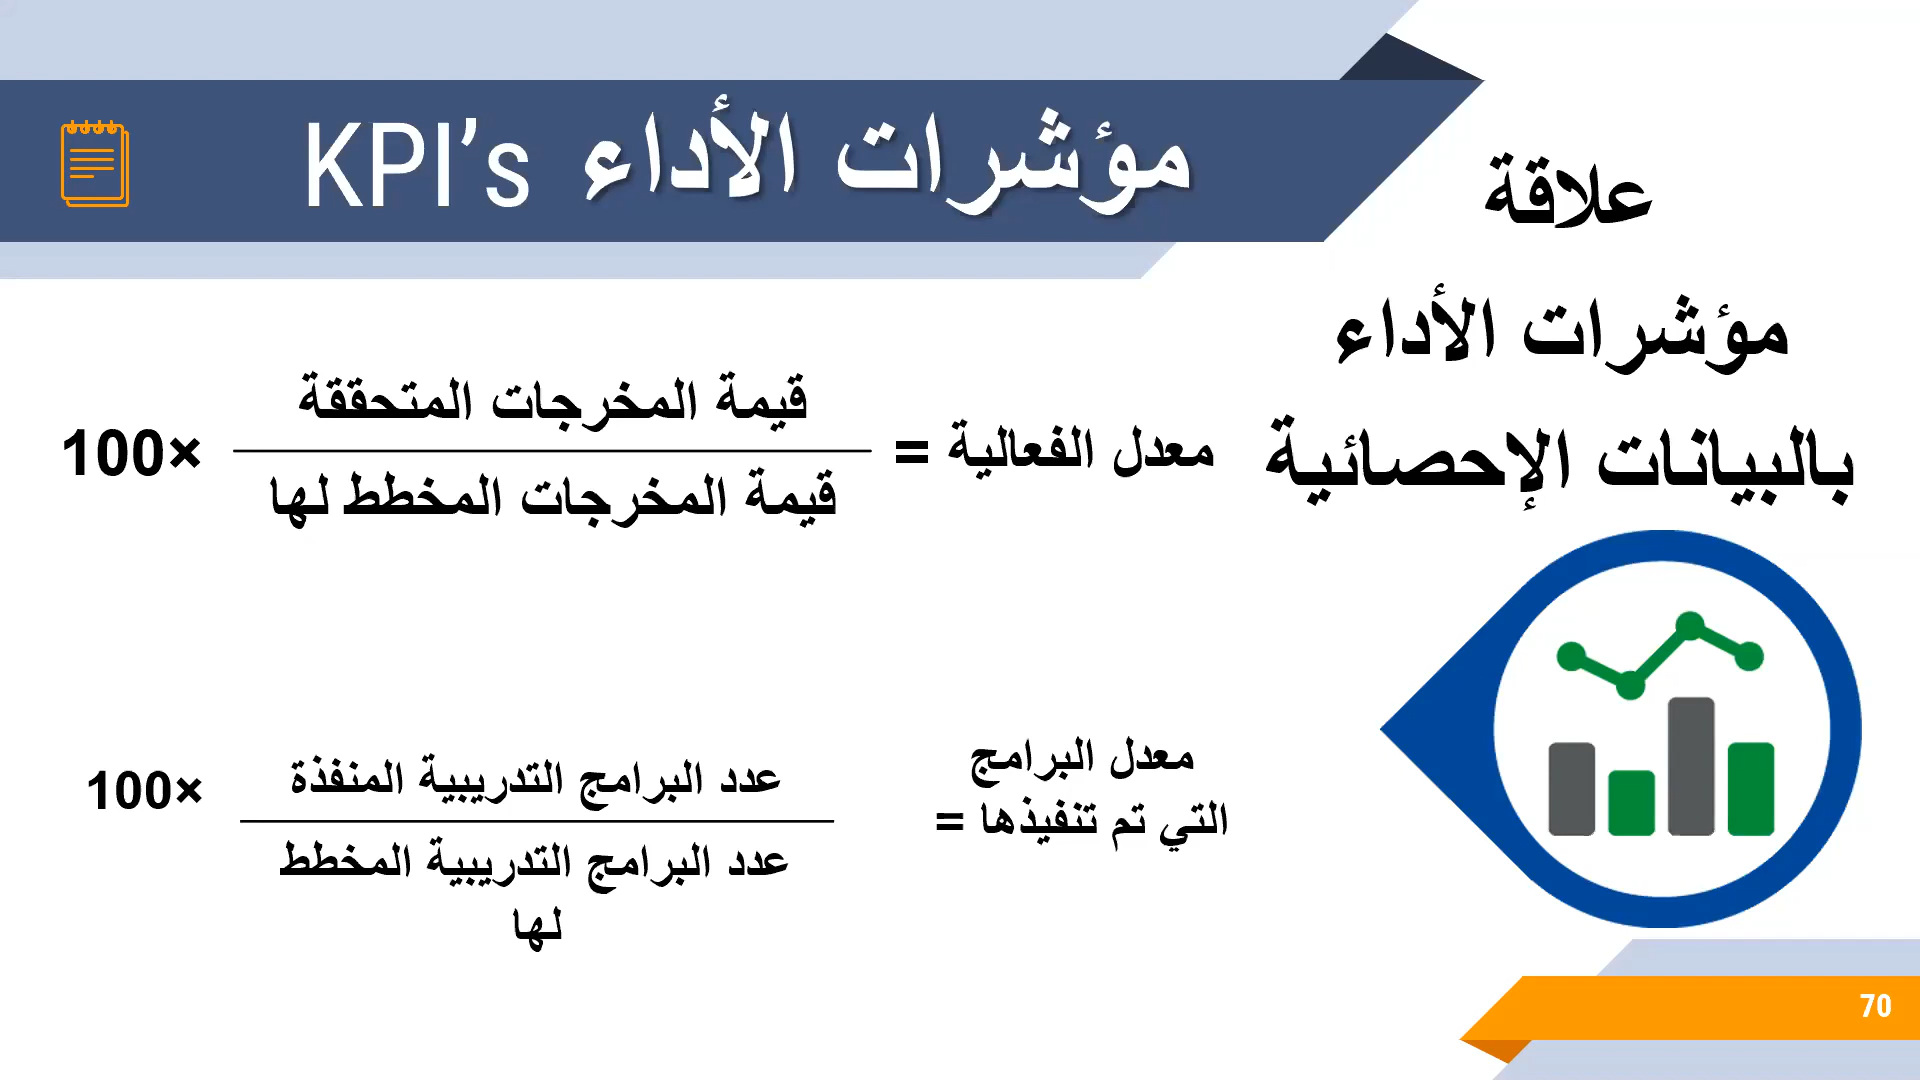 مؤشرات الأداء KPI’s
علاقة
مؤشرات الأداء
بالبيانات الإحصائية
معدل الفعالية =
قيمة المخرجات المتحققة
قيمة المخرجات المخطط لها
100×
معدل البرامج
التي تم تنفيذها =
عدد البرامج التدريبية المنفذة
عدد البرامج التدريبية المخطط
لها
100×
70